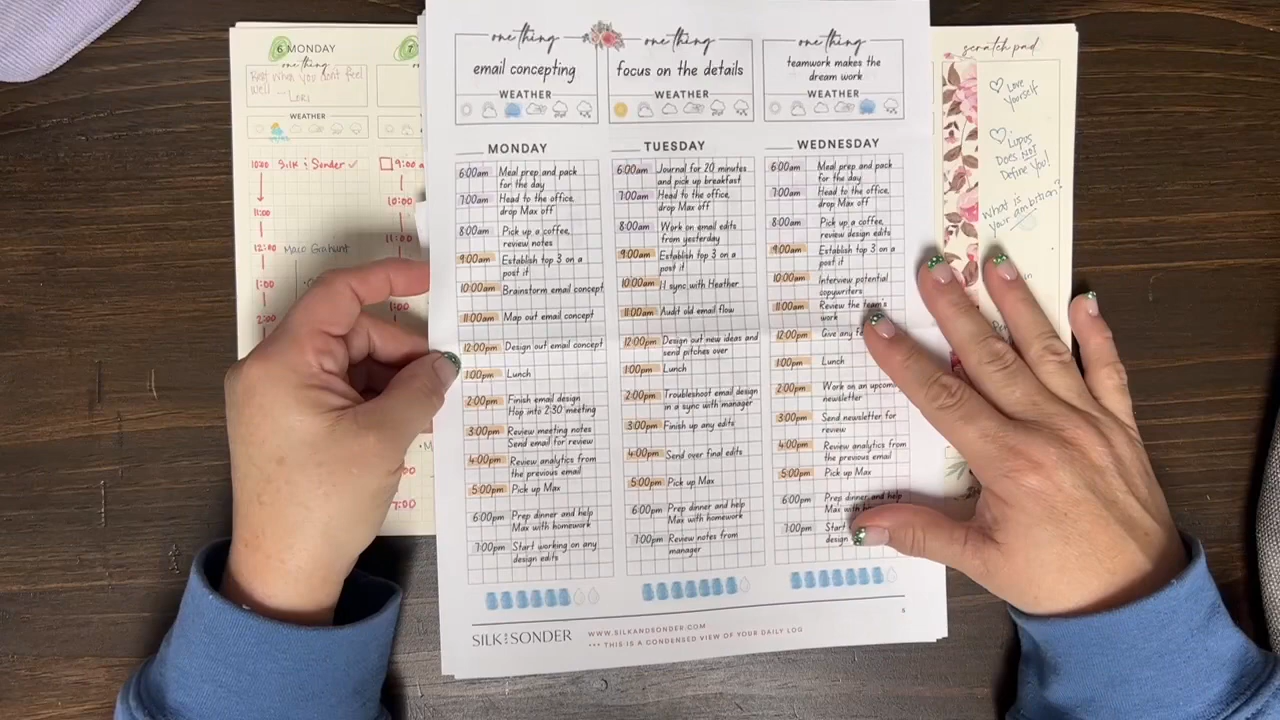 6 MONDAY
one thing
Rest when you don't feel
well — Lori
WEATHER
10:00 Silk & Sonder ✓
11:00
12:00
1:00
2:00
7
9:00 a
10:00
11:00
1:00
7:00
one thing
email concepting
WEATHER
MONDAY
6:00am Meal prep and pack
for the day
7:00am Head to the office,
drop Max off
8:00am Pick up a coffee,
review notes
9:00am Establish top 3 on a
post it
10:00am Brainstorm email concept
11:00am Map out email concept
12:00pm Design out email concept
1:00pm Lunch
2:00pm Finish email design
Hop into 2:30 meeting
3:00pm Review meeting notes
Send email for review
4:00pm Review analytics from
the previous email
5:00pm Pick up Max
6:00pm Prep dinner and help
Max with homework
7:00pm Start working on any
design edits
one thing
focus on the details
WEATHER
TUESDAY
6:00am Journal for 20 minutes
and pick up breakfast
7:00am Head to the office,
drop Max off
8:00am Work on email edits
from yesterday
9:00am Establish top 3 on a
post it
10:00am H sync with Heather
11:00am Audit old email flow
12:00pm Design out new ideas and
send pitches over
1:00pm Lunch
2:00pm Troubleshoot email design
in a sync with manager
3:00pm Finish up any edits
4:00pm Send over final edits
5:00pm Pick up Max
6:00pm Prep dinner and help
Max with homework
7:00pm Review notes from
manager
one thing
teamwork makes the
dream work
WEATHER
WEDNESDAY
6:00am Meal prep and pack
for the day
7:00am Head to the office,
drop Max off
8:00am Pick up a coffee,
review design edits
9:00am Establish top 3 on a
post it
10:00am Interview potential
copywriters
11:00am Review the team's
work
12:00pm Give any
1:00pm Lunch
2:00pm Work on an upcom
newsletter
3:00pm Send newsletter for
review
4:00pm Review analytics from
the previous email
5:00pm Pick up Max
6:00pm Prep dinner and help
Max with
7:00pm Start
design
5
SILK AND SONDER
WWW.SILKANDSONDER.COM
*** THIS IS A CONDENSED VIEW OF YOUR DAILY LOG
scratch pad
♡ Love
Yourself
♡ Lupus
Does NOT
Define You!
What is
your ambition?